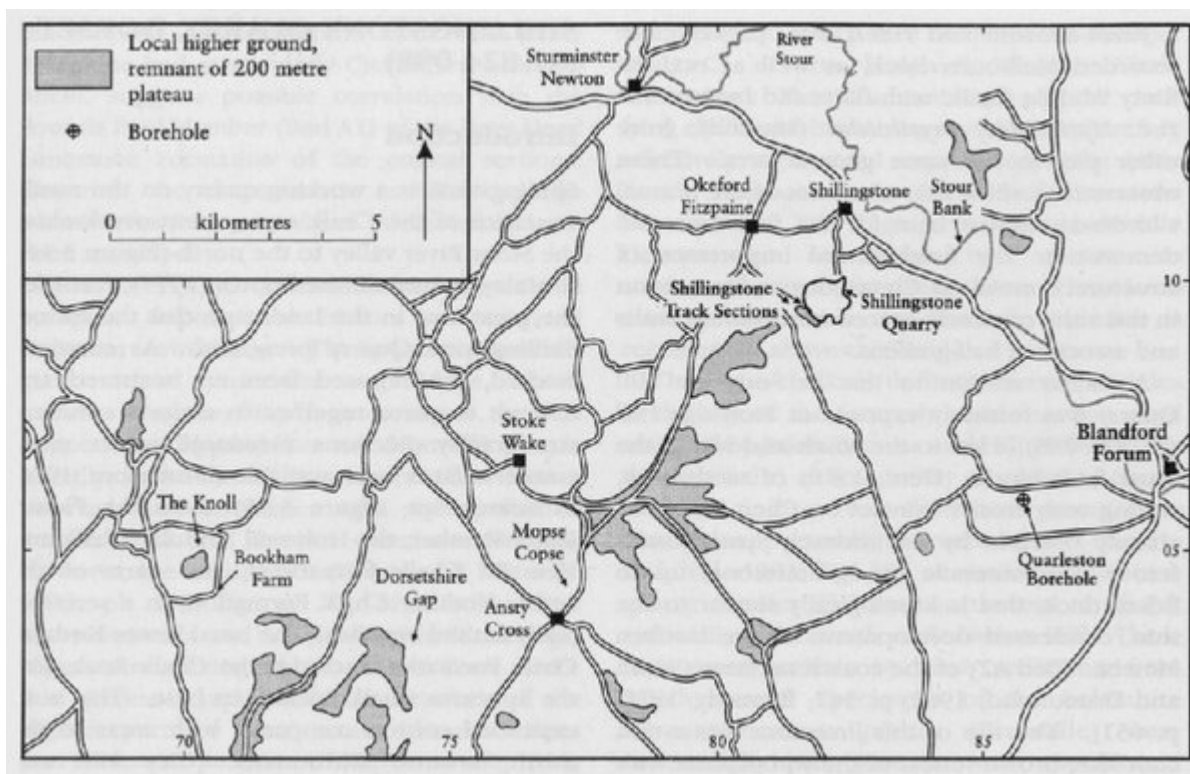 Local higher ground,
remnant of 200 metre
plateau
Borehole
N
0 kilometres 5
Sturminster
Newton
River
Stour
Okeford
Fitzpaine
Shillingstone
Stour
Bank
10
Shillingstone
Track Sections
Shillingstone
Quarry
Stoke
Wake
Blandford
Forum
The Knoll
Mopse
Copse
Bookham
Farm
Dorsetshire
Gap
05
Quarleston
Borehole
Ansty
Cross
70
75
80
85